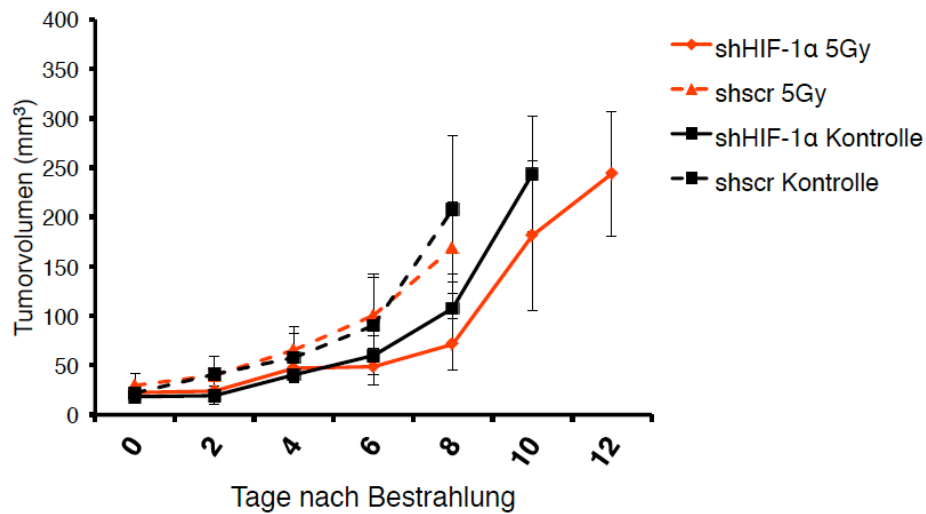 400
350
300
250
200
150
100
50
0
Tumorvolumen (mm³)
0 2 4 6 8 10 12
Tage nach Bestrahlung
shHIF-1α 5Gy
shscr 5Gy
shHIF-1α Kontrolle
shscr Kontrolle